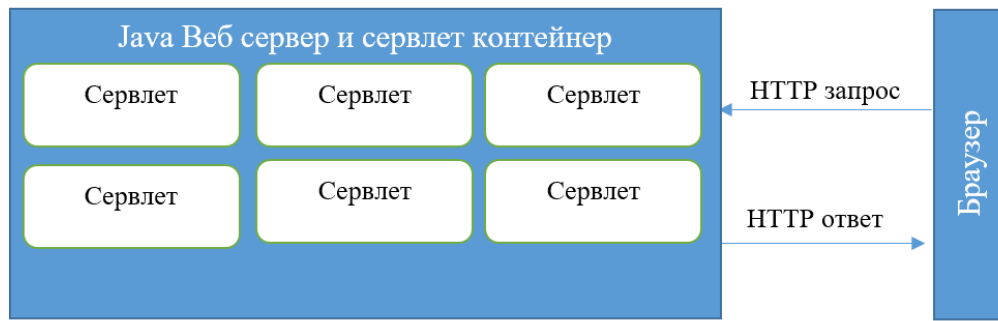 Java Веб сервер и сервлет контейнер
Сервлет
Сервлет
Сервлет
HTTP запрос
Сервлет
Сервлет
Сервлет
HTTP ответ
Браузер